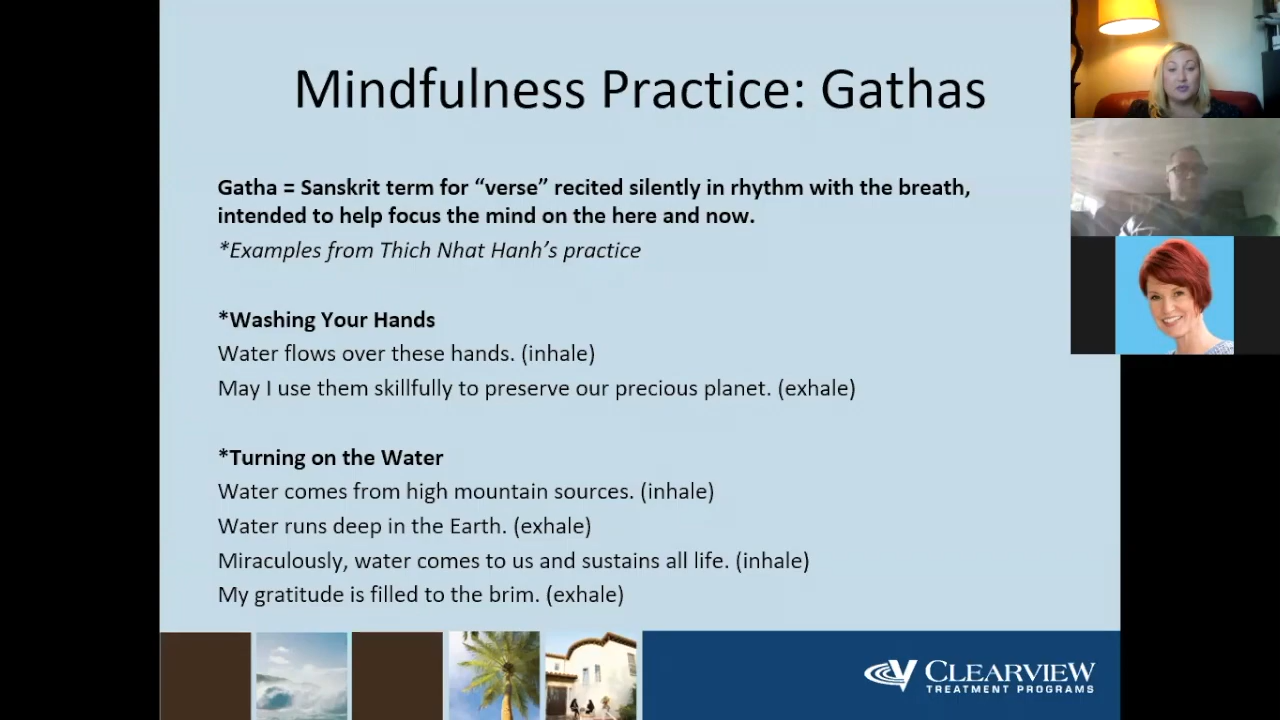 Mindfulness Practice: Gathas
Gatha = Sanskrit term for “verse” recited silently in rhythm with the breath,
intended to help focus the mind on the here and now.
*Examples from Thich Nhat Hanh’s practice
*Washing Your Hands
Water flows over these hands. (inhale)
May I use them skillfully to preserve our precious planet. (exhale)
*Turning on the Water
Water comes from high mountain sources. (inhale)
Water runs deep in the Earth. (exhale)
Miraculously, water comes to us and sustains all life. (inhale)
My gratitude is filled to the brim. (exhale)
CLEARVIEW
TREATMENT PROGRAMS